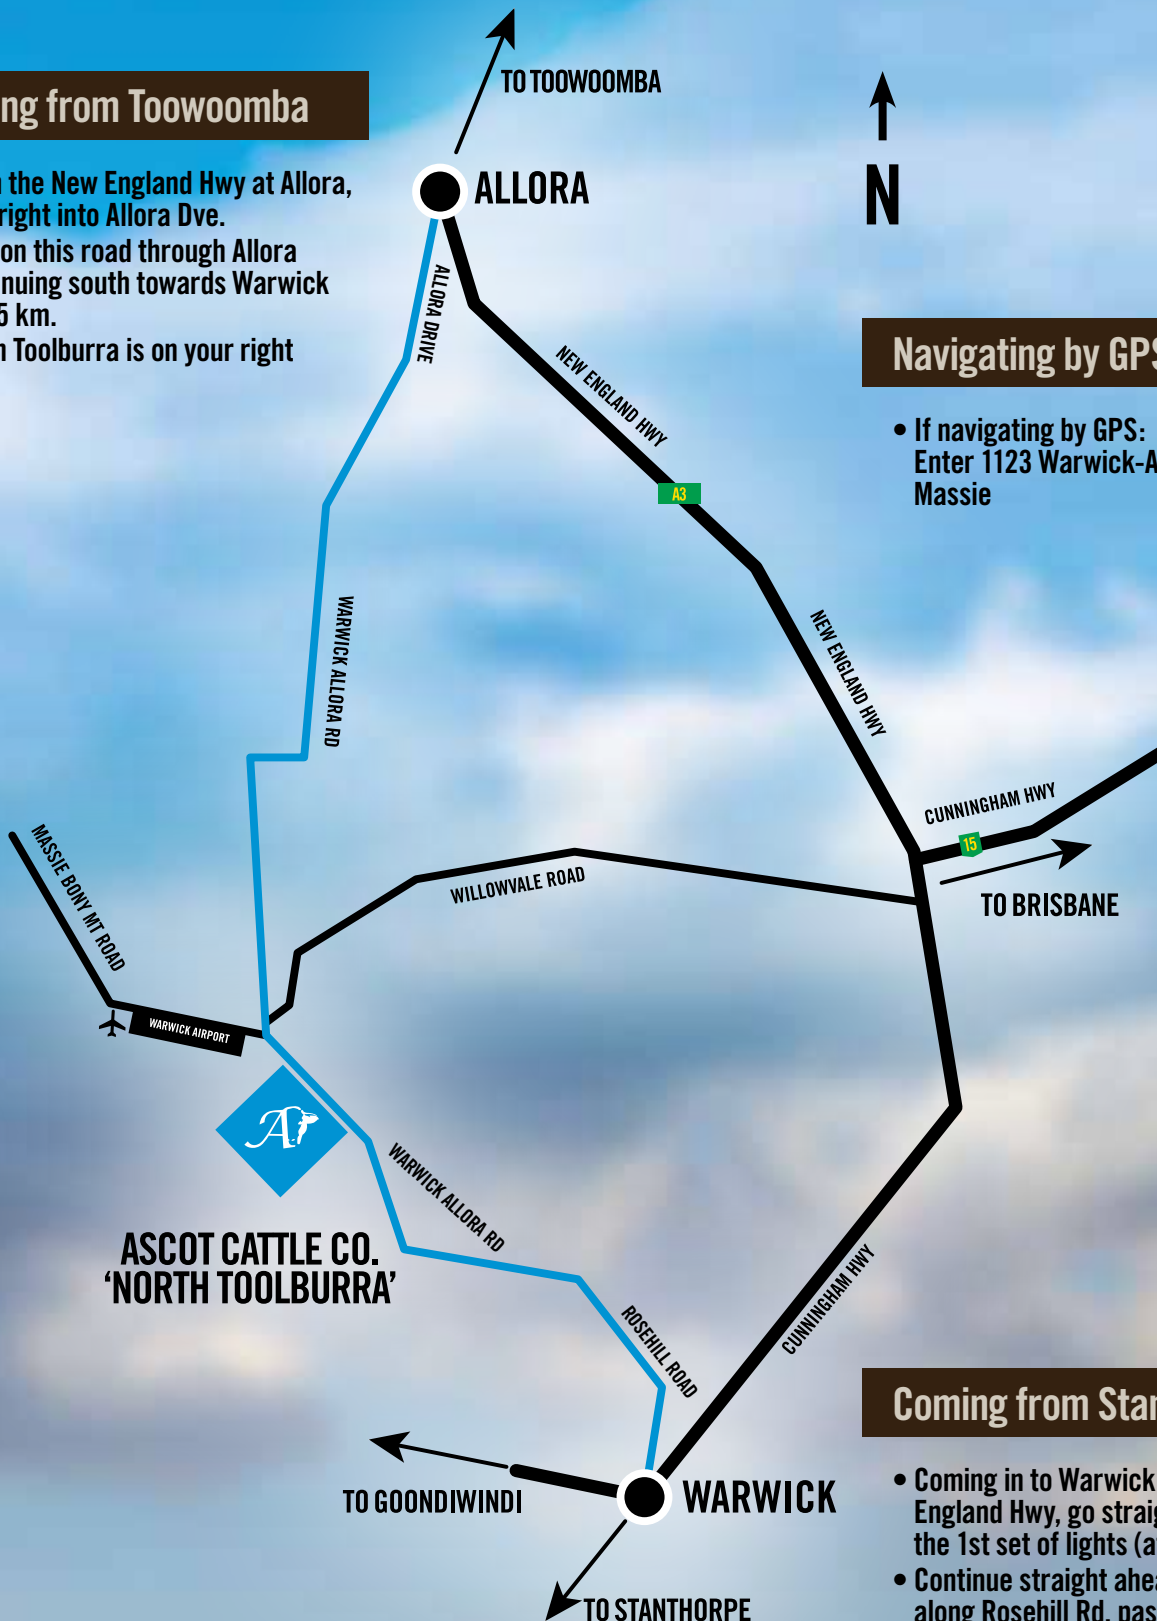 TO TOOWOOMBA
ng from Toowoomba
the New England Hwy at Allora,
right into Allora Dve.
on this road through Allora
nuing south towards Warwick
5 km.
Toolburra is on your right
ALLORA
N
ALLORA DRIVE
NEW ENGLAND HWY
A3
Navigating by GPS
• If navigating by GPS:
Enter 1123 Warwick-A
Massie
WARWICK ALLORA RD
NEW ENGLAND HWY
CUNNINGHAM HWY
15
TO BRISBANE
MASSIE BONY MT ROAD
WILLOWVALE ROAD
WARWICK AIRPORT
A
WARWICK ALLORA RD
ASCOT CATTLE CO.
‘NORTH TOOLBURRA’
ROSEHILL ROAD
CUNNINGHAM HWY
TO GOONDIWINDI
WARWICK
TO STANTHORPE
Coming from Stan
• Coming in to Warwick
England Hwy, go straig
the 1st set of lights (a
• Continue straight ahea
along Rosehill Rd, pas